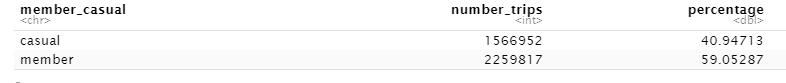 member_casual number_trips percentage
<chr> <int> <dbl>
casual 1566952 40.94713
member 2259817 59.05287